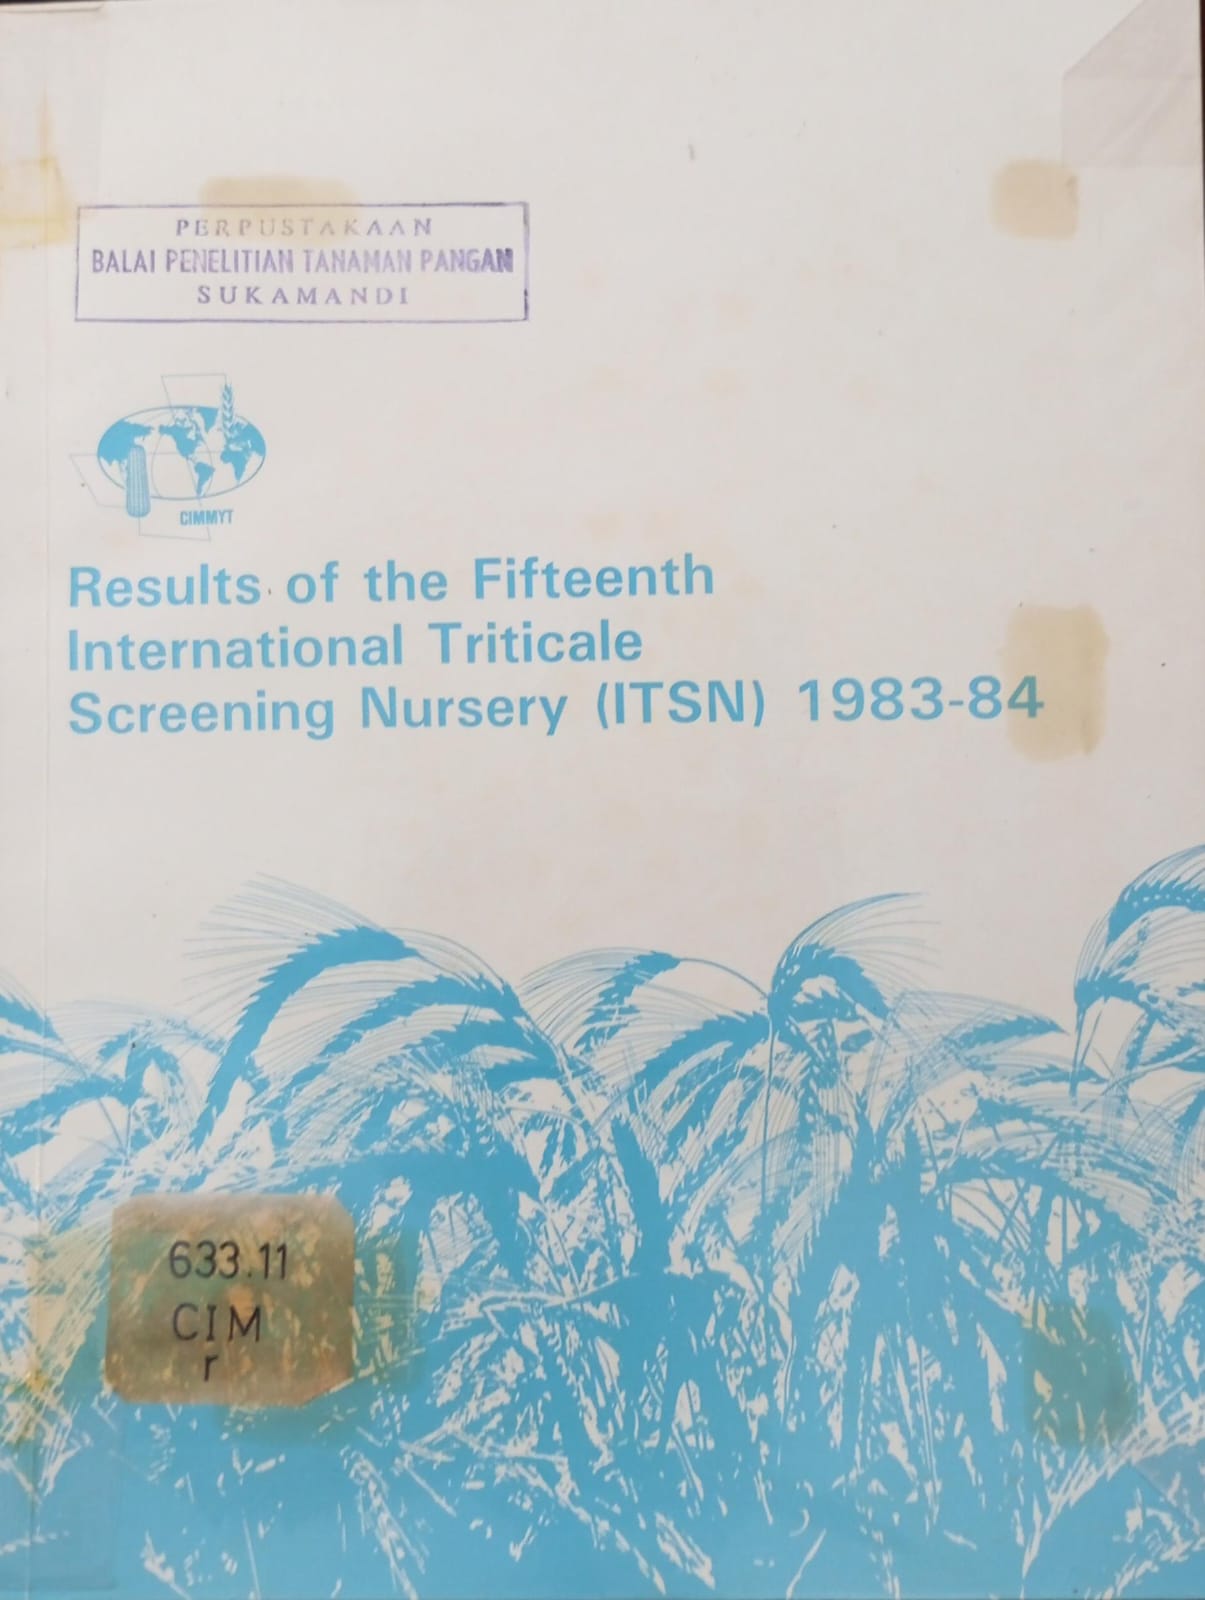 PERPUSTAKAAN
BALAI PENELITIAN TANAMAN PANGAN
SUKAMANDI
CIMMYT
Results of the Fifteenth
International Triticale
Screening Nursery (ITSN) 1983-84
633.11
CIM
r